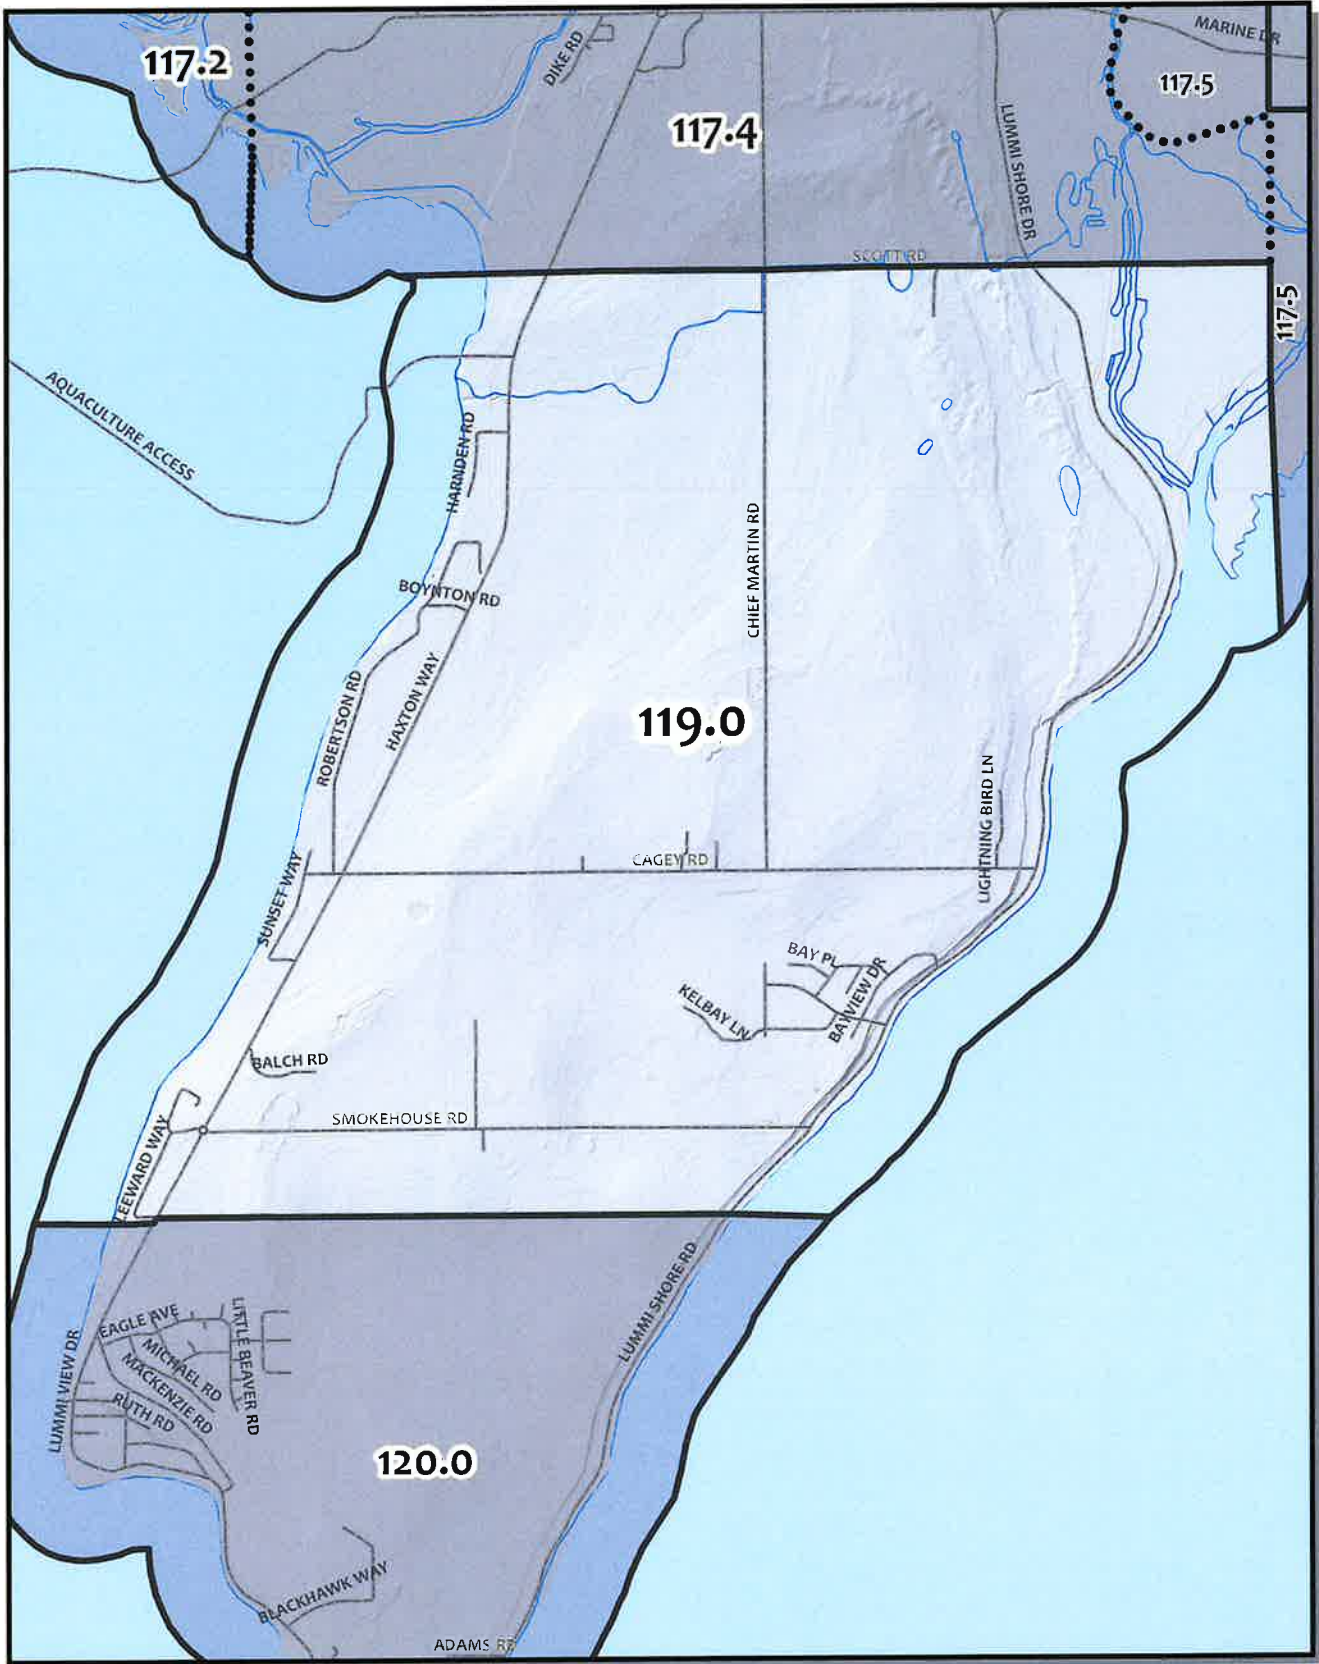 MARINE DR
117.2
DIKE RD
117.5
117.4
LUMMI SHORE DR
SCOTT RD
117.5
AQUACULTURE ACCESS
HARNDEN RD
CHIEF MARTIN RD
BOYNTON RD
HAXTON WAY
ROBERTSON RD
119.0
LIGHTNING BIRD LN
CAGEY RD
SUNSET WAY
BAY PL
BAYVIEW DR
KELBAY LN
BALCH RD
SMOKEHOUSE RD
LEEWARD WAY
LUMMI SHORE RD
EAGLE AVE
LITTLE BEAVER RD
LUMMI VIEW DR
MICHAEL RD
MACKENZIE RD
RUTH RD
120.0
BLACKHAWK WAY
ADAMS RD